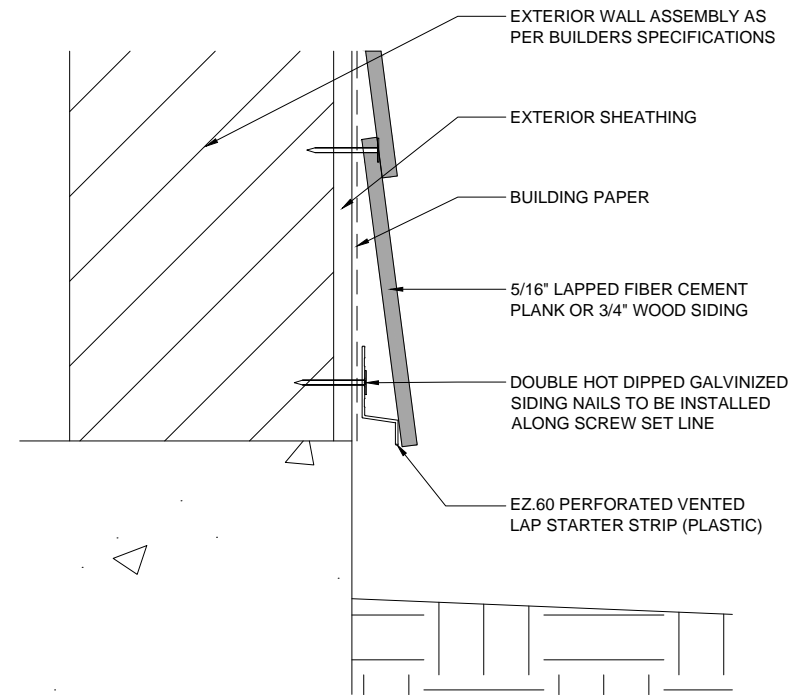 EXTERIOR WALL ASSEMBLY AS
PER BUILDERS SPECIFICATIONS
EXTERIOR SHEATHING
BUILDING PAPER
5/16" LAPPED FIBER CEMENT
PLANK OR 3/4" WOOD SIDING
DOUBLE HOT DIPPED GALVINIZED
SIDING NAILS TO BE INSTALLED
ALONG SCREW SET LINE
EZ.60 PERFORATED VENTED
LAP STARTER STRIP (PLASTIC)